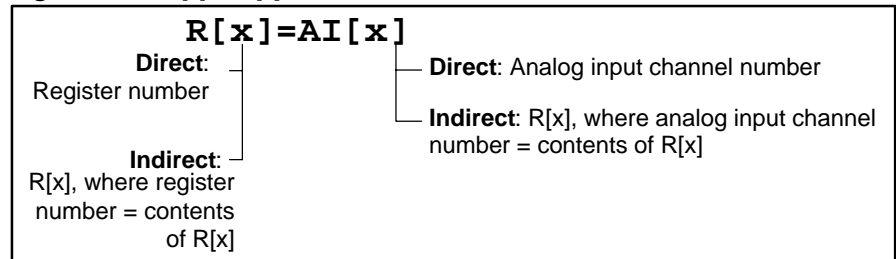 R[x]=AI[x]
Direct:
Register number
Indirect:
R[x], where register
number = contents
of R[x]
Direct: Analog input channel number
Indirect: R[x], where analog input channel
number = contents of R[x]